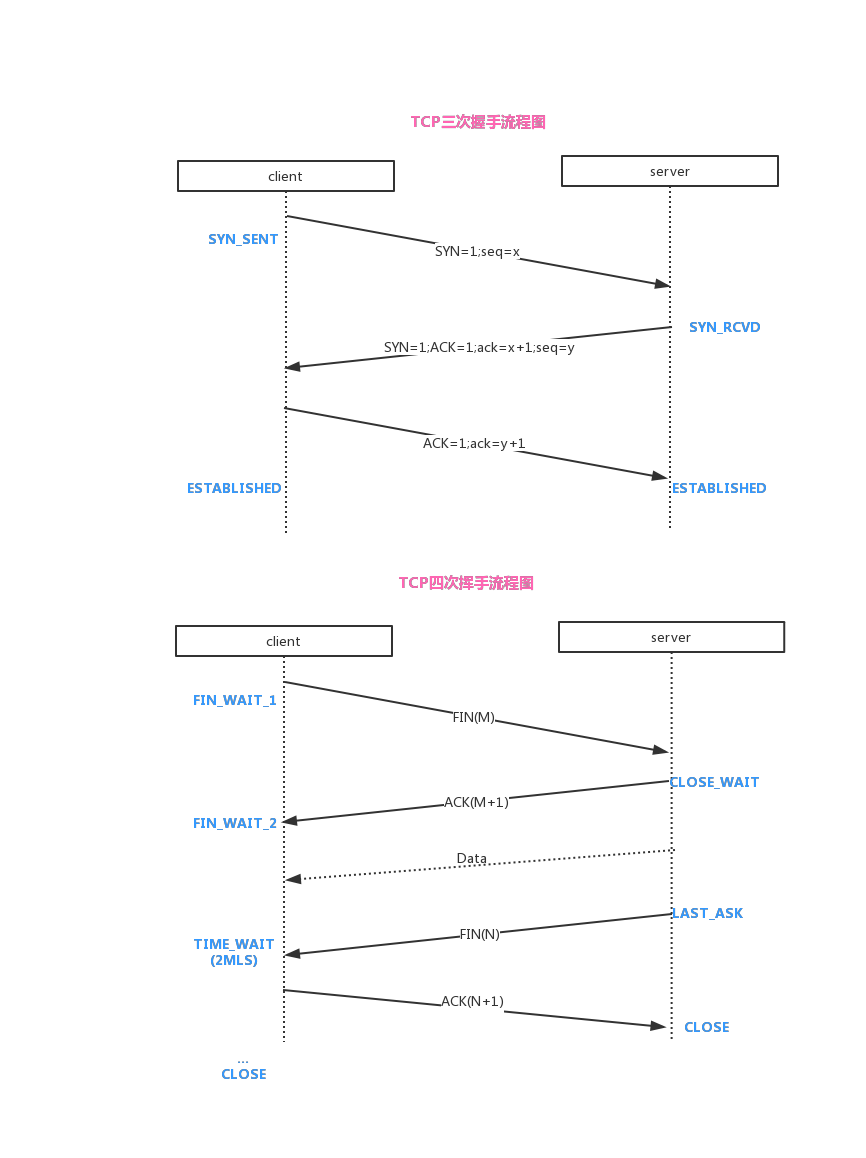 TCP三次握手流程图
client
server
SYN_SENT
SYN=1;seq=x
SYN_RCVD
SYN=1;ACK=1;ack=x+1;seq=y
ACK=1;ack=y+1
ESTABLISHED
ESTABLISHED
TCP四次挥手流程图
client
server
FIN_WAIT_1
FIN(M)
CLOSE_WAIT
ACK(M+1)
FIN_WAIT_2
Data
LAST_ASK
FIN(N)
TIME_WAIT
(2MLS)
ACK(N+1)
CLOSE
...
CLOSE